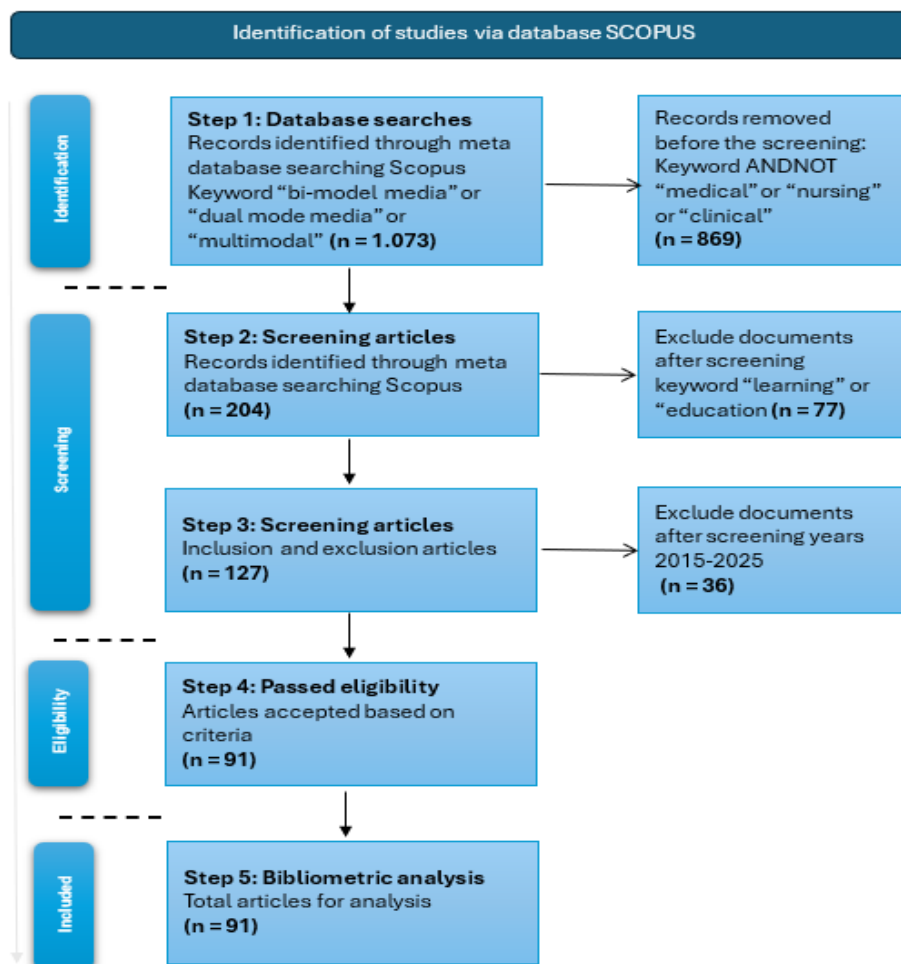 Identification of studies via database SCOPUS
Identification
Step 1: Database searches
Records identified through meta
database searching Scopus
Keyword “bi-model media” or
“dual mode media” or
“multimodal” (n = 1.073)
Records removed
before the screening:
Keyword ANDNOT
“medical” or “nursing”
or “clinical”
(n = 869)
Screening
Step 2: Screening articles
Records identified through meta
database searching Scopus
(n = 204)
Exclude documents
after screening
keyword “learning” or
“education (n = 77)
Step 3: Screening articles
Inclusion and exclusion articles
(n = 127)
Exclude documents
after screening years
2015-2025
(n = 36)
Eligibility
Step 4: Passed eligibility
Articles accepted based on
criteria
(n = 91)
Included
Step 5: Bibliometric analysis
Total articles for analysis
(n = 91)